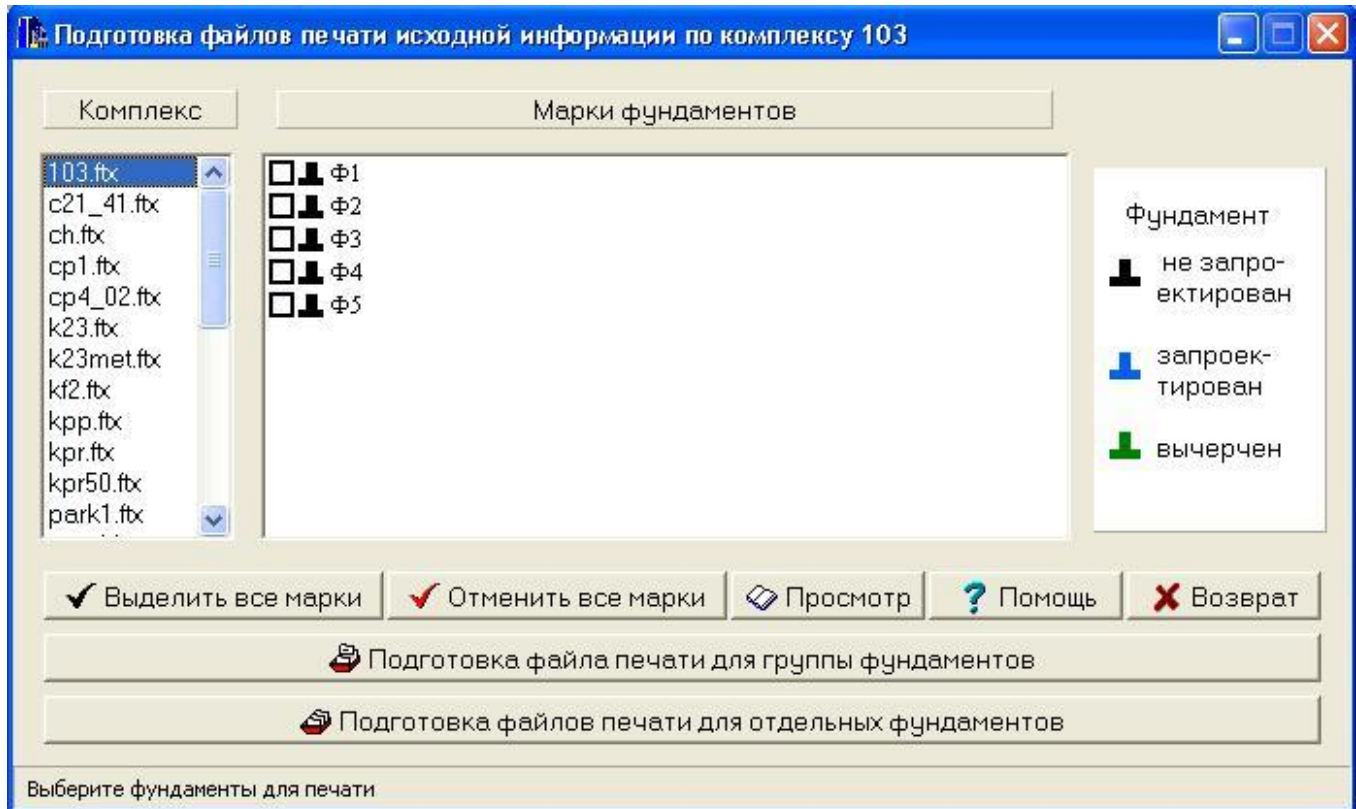 Подготовка файлов печати исходной информации по комплексу 103
Комплекс
Марки фундаментов
103.ftx
c21_41.ftx
ch.ftx
cp1.ftx
cp4_02.ftx
k23.ftx
k23met.ftx
kf2.ftx
kpp.ftx
kpr.ftx
kpr50.ftx
park1.ftx
Ф1
Ф2
Ф3
Ф4
Ф5
Фундамент
не запро-
ектирован
запроек-
тирован
вычерчен
Выделить все марки
Отменить все марки
Просмотр
Помощь
Возврат
Подготовка файла печати для группы фундаментов
Подготовка файлов печати для отдельных фундаментов
Выберите фундаменты для печати